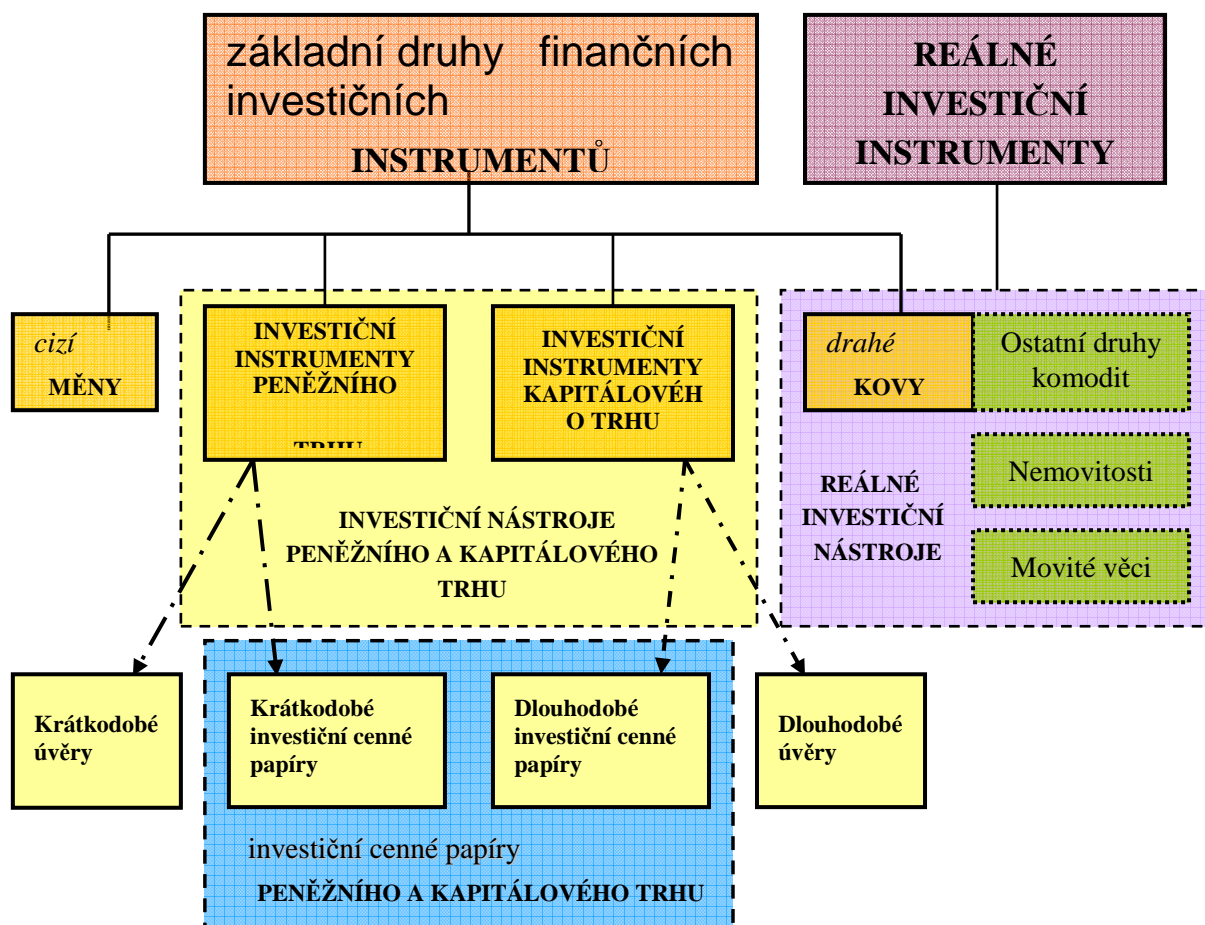 základní druhy finančních
investičních
INSTRUMENTŮ
REÁLNÉ
INVESTIČNÍ
INSTRUMENTY
cizí
MĚNY
INVESTIČNÍ
INSTRUMENTY
PENĚŽNÍHO
TRHU
INVESTIČNÍ
INSTRUMENTY
KAPITÁLOVÉH
O TRHU
drahé
KOVY
Ostatní druhy
komodit
Nemovitosti
Movité věci
REÁLNÉ
INVESTIČNÍ
NÁSTROJE
INVESTIČNÍ NÁSTROJE
PENĚŽNÍHO A KAPITÁLOVÉHO
TRHU
Krátkodobé
úvěry
Krátkodobé
investiční cenné
papíry
Dlouhodobé
investiční cenné
papíry
Dlouhodobé
úvěry
investiční cenné papíry
PENĚŽNÍHO A KAPITÁLOVÉHO TRHU